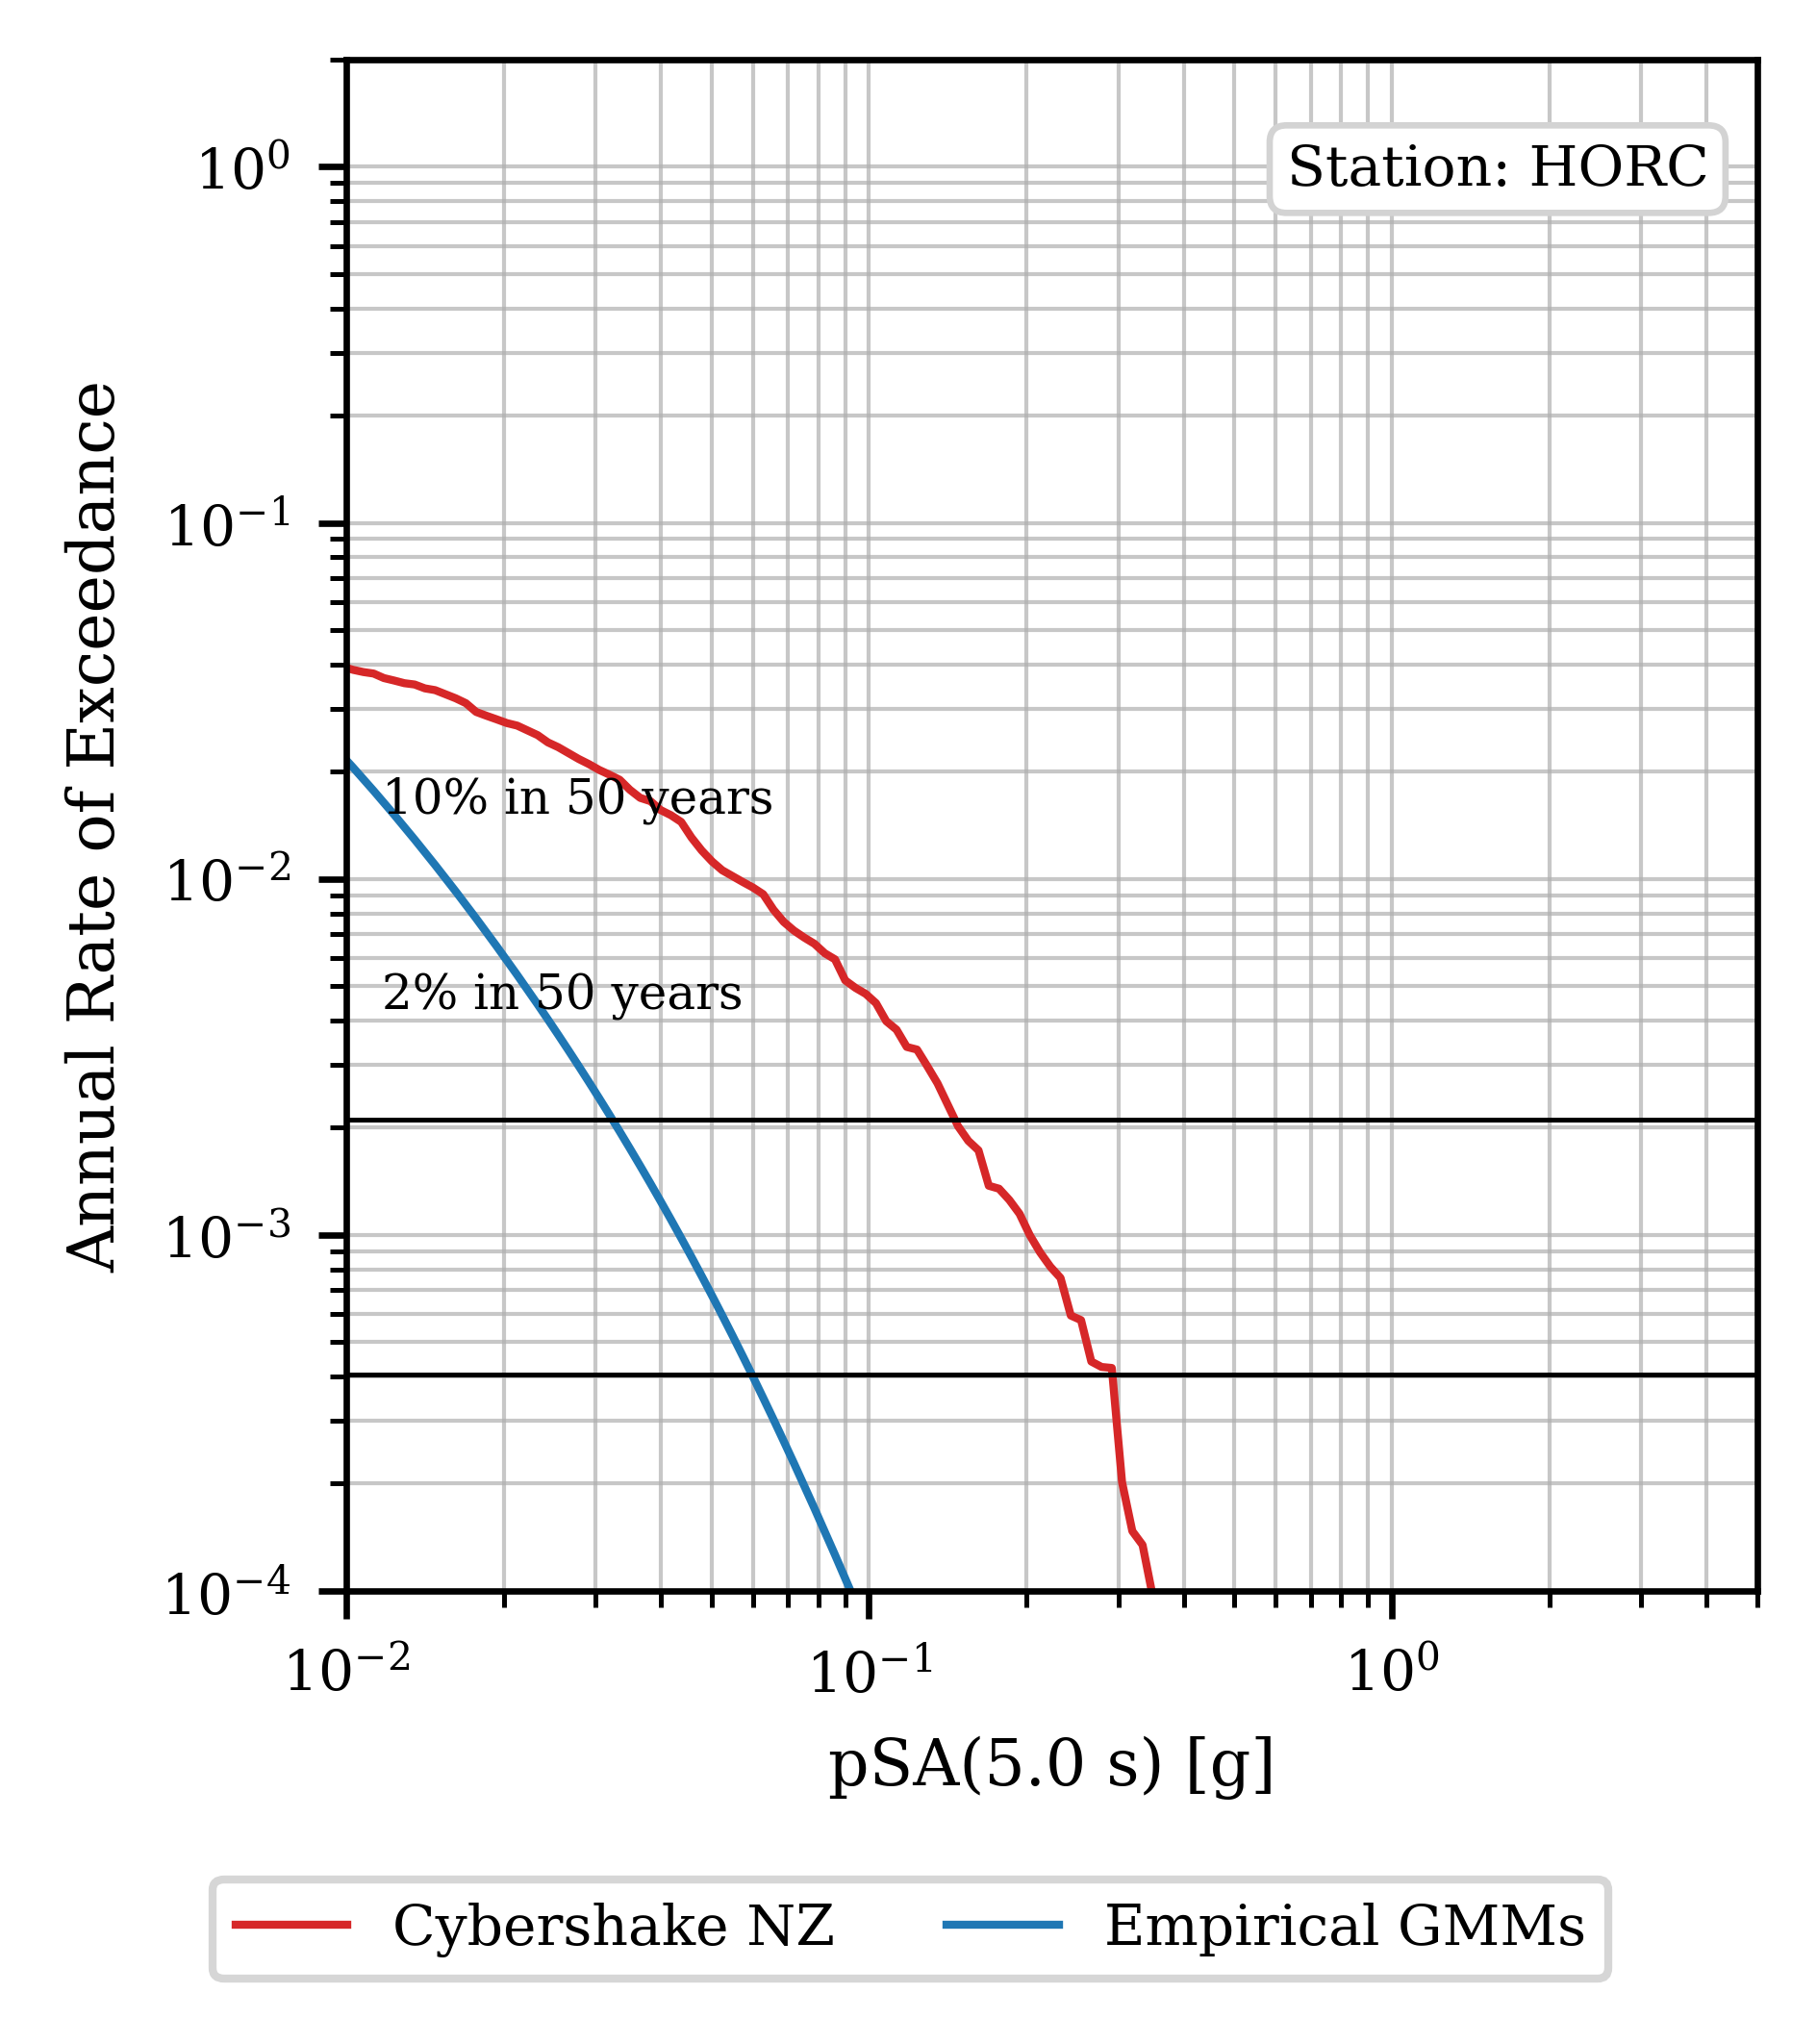 Station: HORC
Annual Rate of Exceedance
10⁰
10⁻¹
10⁻²
10⁻³
10⁻⁴
10% in 50 years
2% in 50 years
10⁻² 10⁻¹ 10⁰
pSA(5.0 s) [g]
Cybershake NZ Empirical GMMs